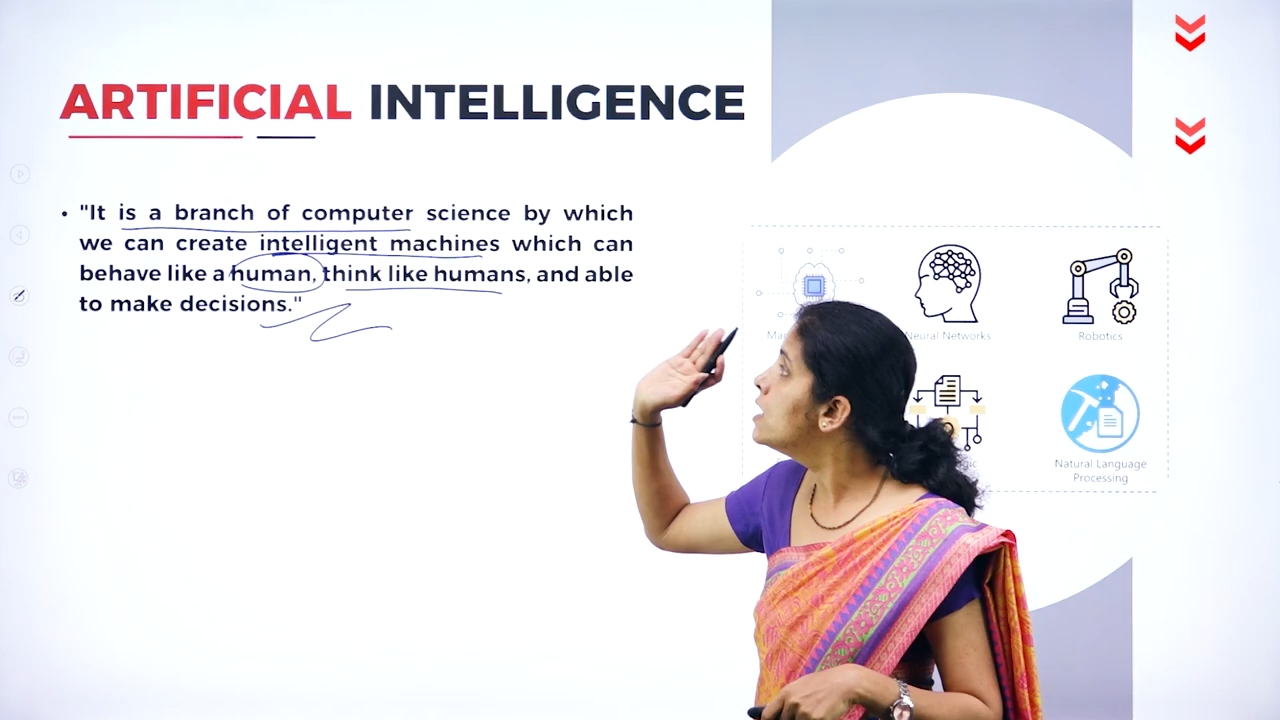 ARTIFICIAL INTELLIGENCE
• "It is a branch of computer science by which
we can create intelligent machines which can
behave like a human, think like humans, and able
to make decisions."
Neural Networks
Robotics
Natural Language
Processing